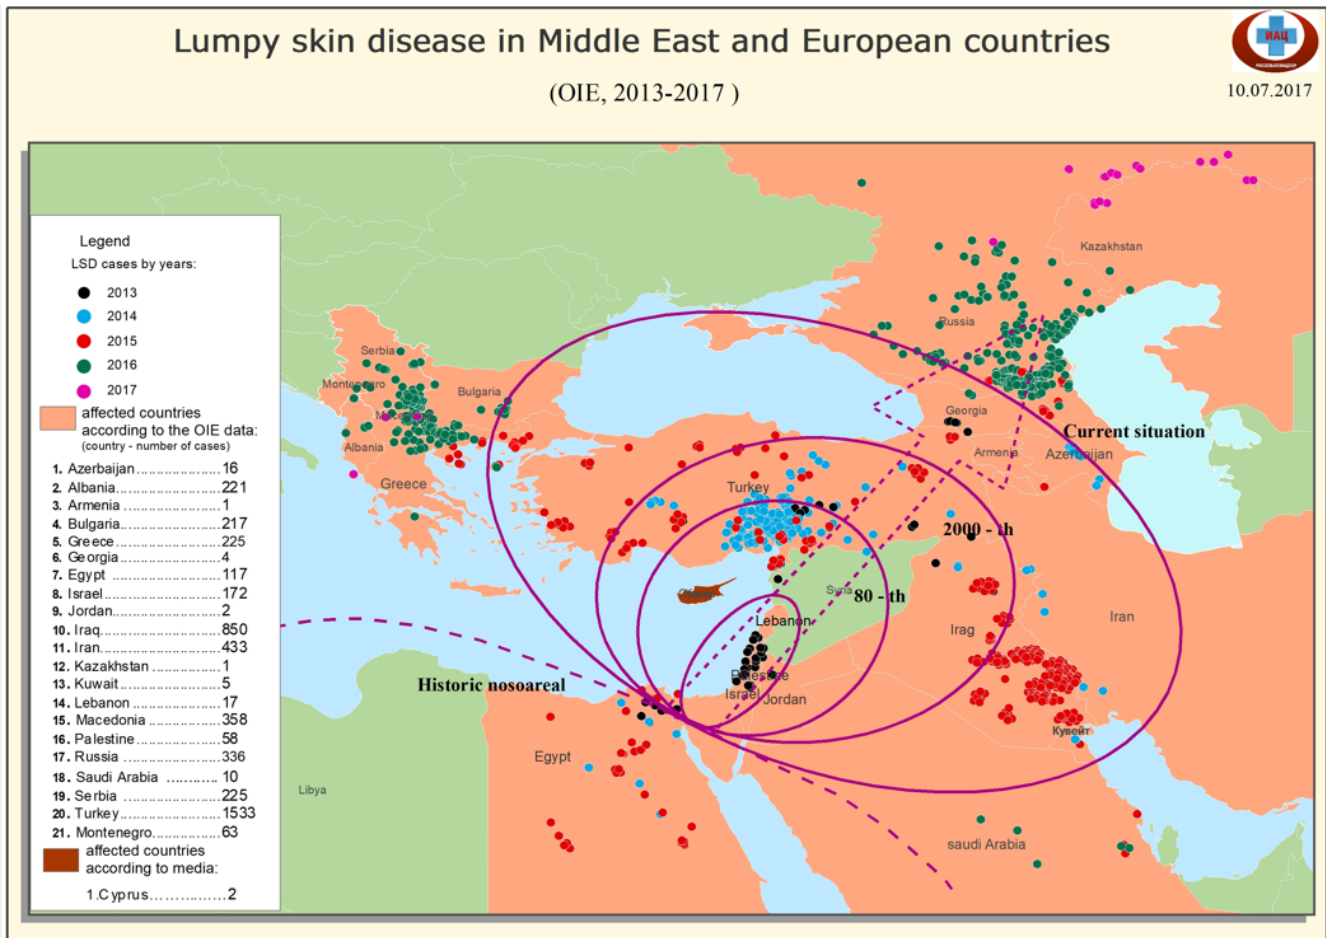 Lumpy skin disease in Middle East and European countries
(OIE, 2013-2017 )
ИАЦ
10.07.2017
Legend
LSD cases by years:
2013
2014
2015
2016
2017
affected countries
according to the OIE data:
(country - number of cases)
1. Azerbaijan ...................... 16
2. Albania........................... 221
3. Armenia ......................... 1
4. Bulgaria.......................... 217
5. Greece........................... 225
6. Georgia.......................... 4
7. Egypt ............................ 117
8. Israel ............................. 172
9. Jordan............................ 2
10. Iraq................................ 850
11. Iran................................ 433
12. Kazakhstan ................... 1
13. Kuwait............................ 5
14. Lebanon ........................ 17
15. Macedonia .................... 358
16. Palestine ....................... 58
17. Russia ........................... 336
18. Saudi Arabia ........... 10
19. Serbia ........................... 225
20. Turkey........................... 1533
21. Montenegro................... 63
affected countries
according to media:
1.Cyprus……………2
Kazakhstan
Russia
Serbia
Montenegro
Bulgaria
Albania
Greece
Georgia
Current situation
Armenia
Azerbaijan
Turkey
2000 - th
Syria
80 - th
Lebanon
Iran
Iraq
Palestine
Historic nosoareal
Israel
Jordan
Кувейт
Egypt
Libya
saudi Arabia